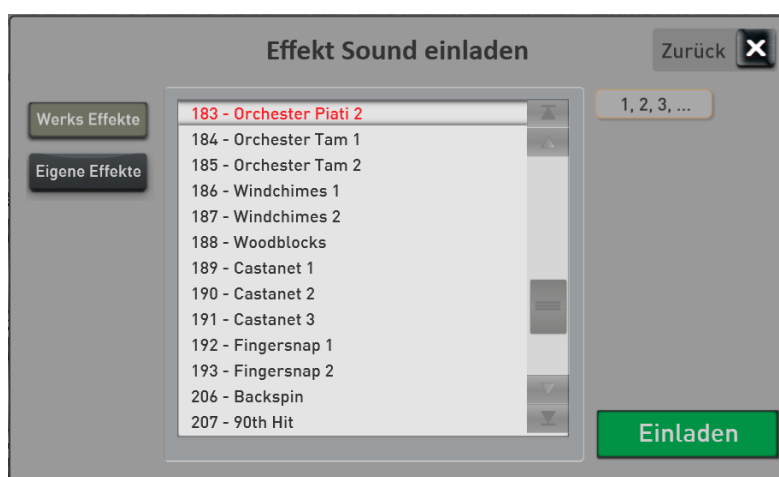 Effekt Sound einladen
Zurück
Werks Effekte
Eigene Effekte
183 - Orchester Piati 2
184 - Orchester Tam 1
185 - Orchester Tam 2
186 - Windchimes 1
187 - Windchimes 2
188 - Woodblocks
189 - Castanet 1
190 - Castanet 2
191 - Castanet 3
192 - Fingersnap 1
193 - Fingersnap 2
206 - Backspin
207 - 90th Hit
1, 2, 3, ...
Einladen